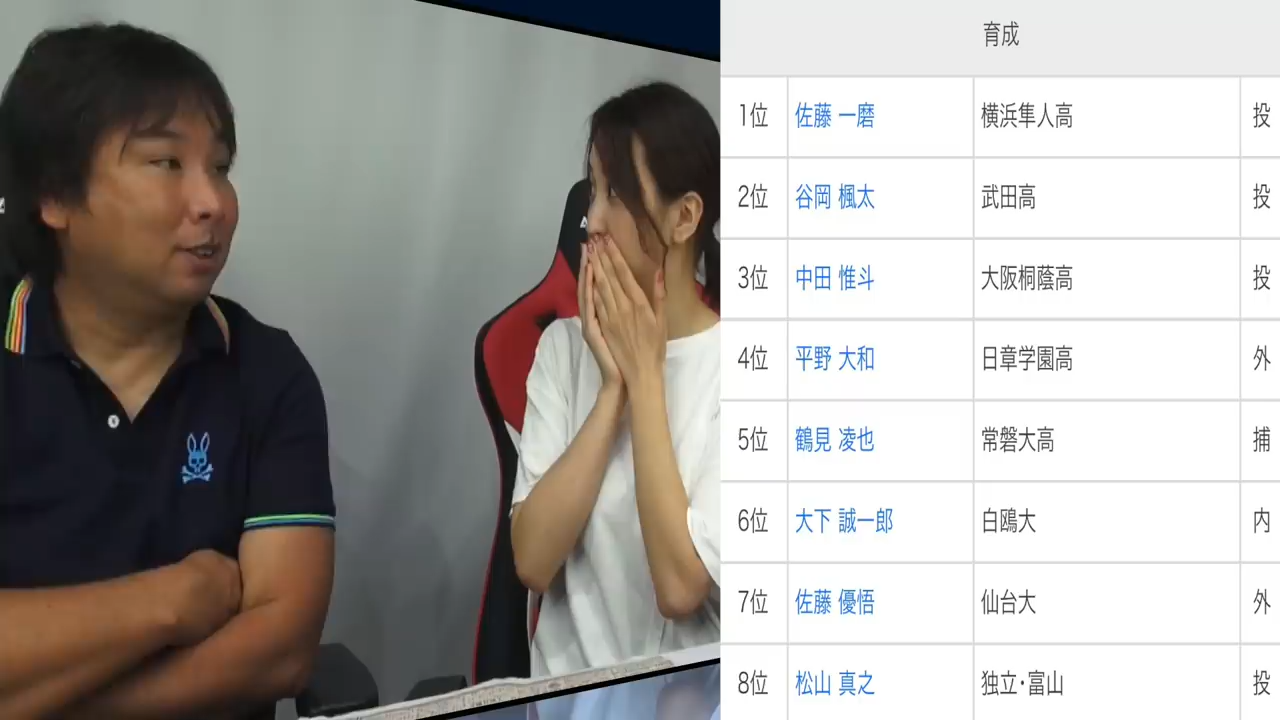 育成
1位 佐藤 一磨 横浜隼人高 投
2位 谷岡 楓太 武田高 投
3位 中田 惟斗 大阪桐蔭高 投
4位 平野 大和 日章学園高 外
5位 鶴見 凌也 常磐大高 捕
6位 大下 誠一郎 白鴎大 内
7位 佐藤 優悟 仙台大 外
8位 松山 真之 独立・富山 投